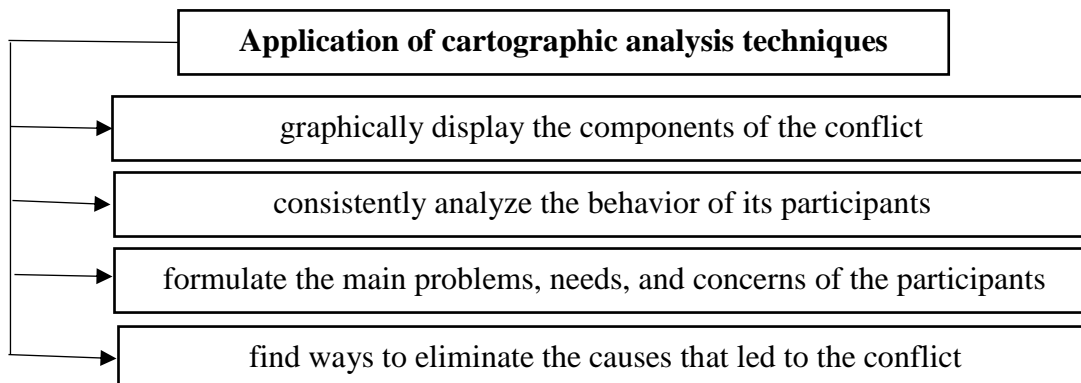 Application of cartographic analysis techniques
graphically display the components of the conflict
consistently analyze the behavior of its participants
formulate the main problems, needs, and concerns of the participants
find ways to eliminate the causes that led to the conflict